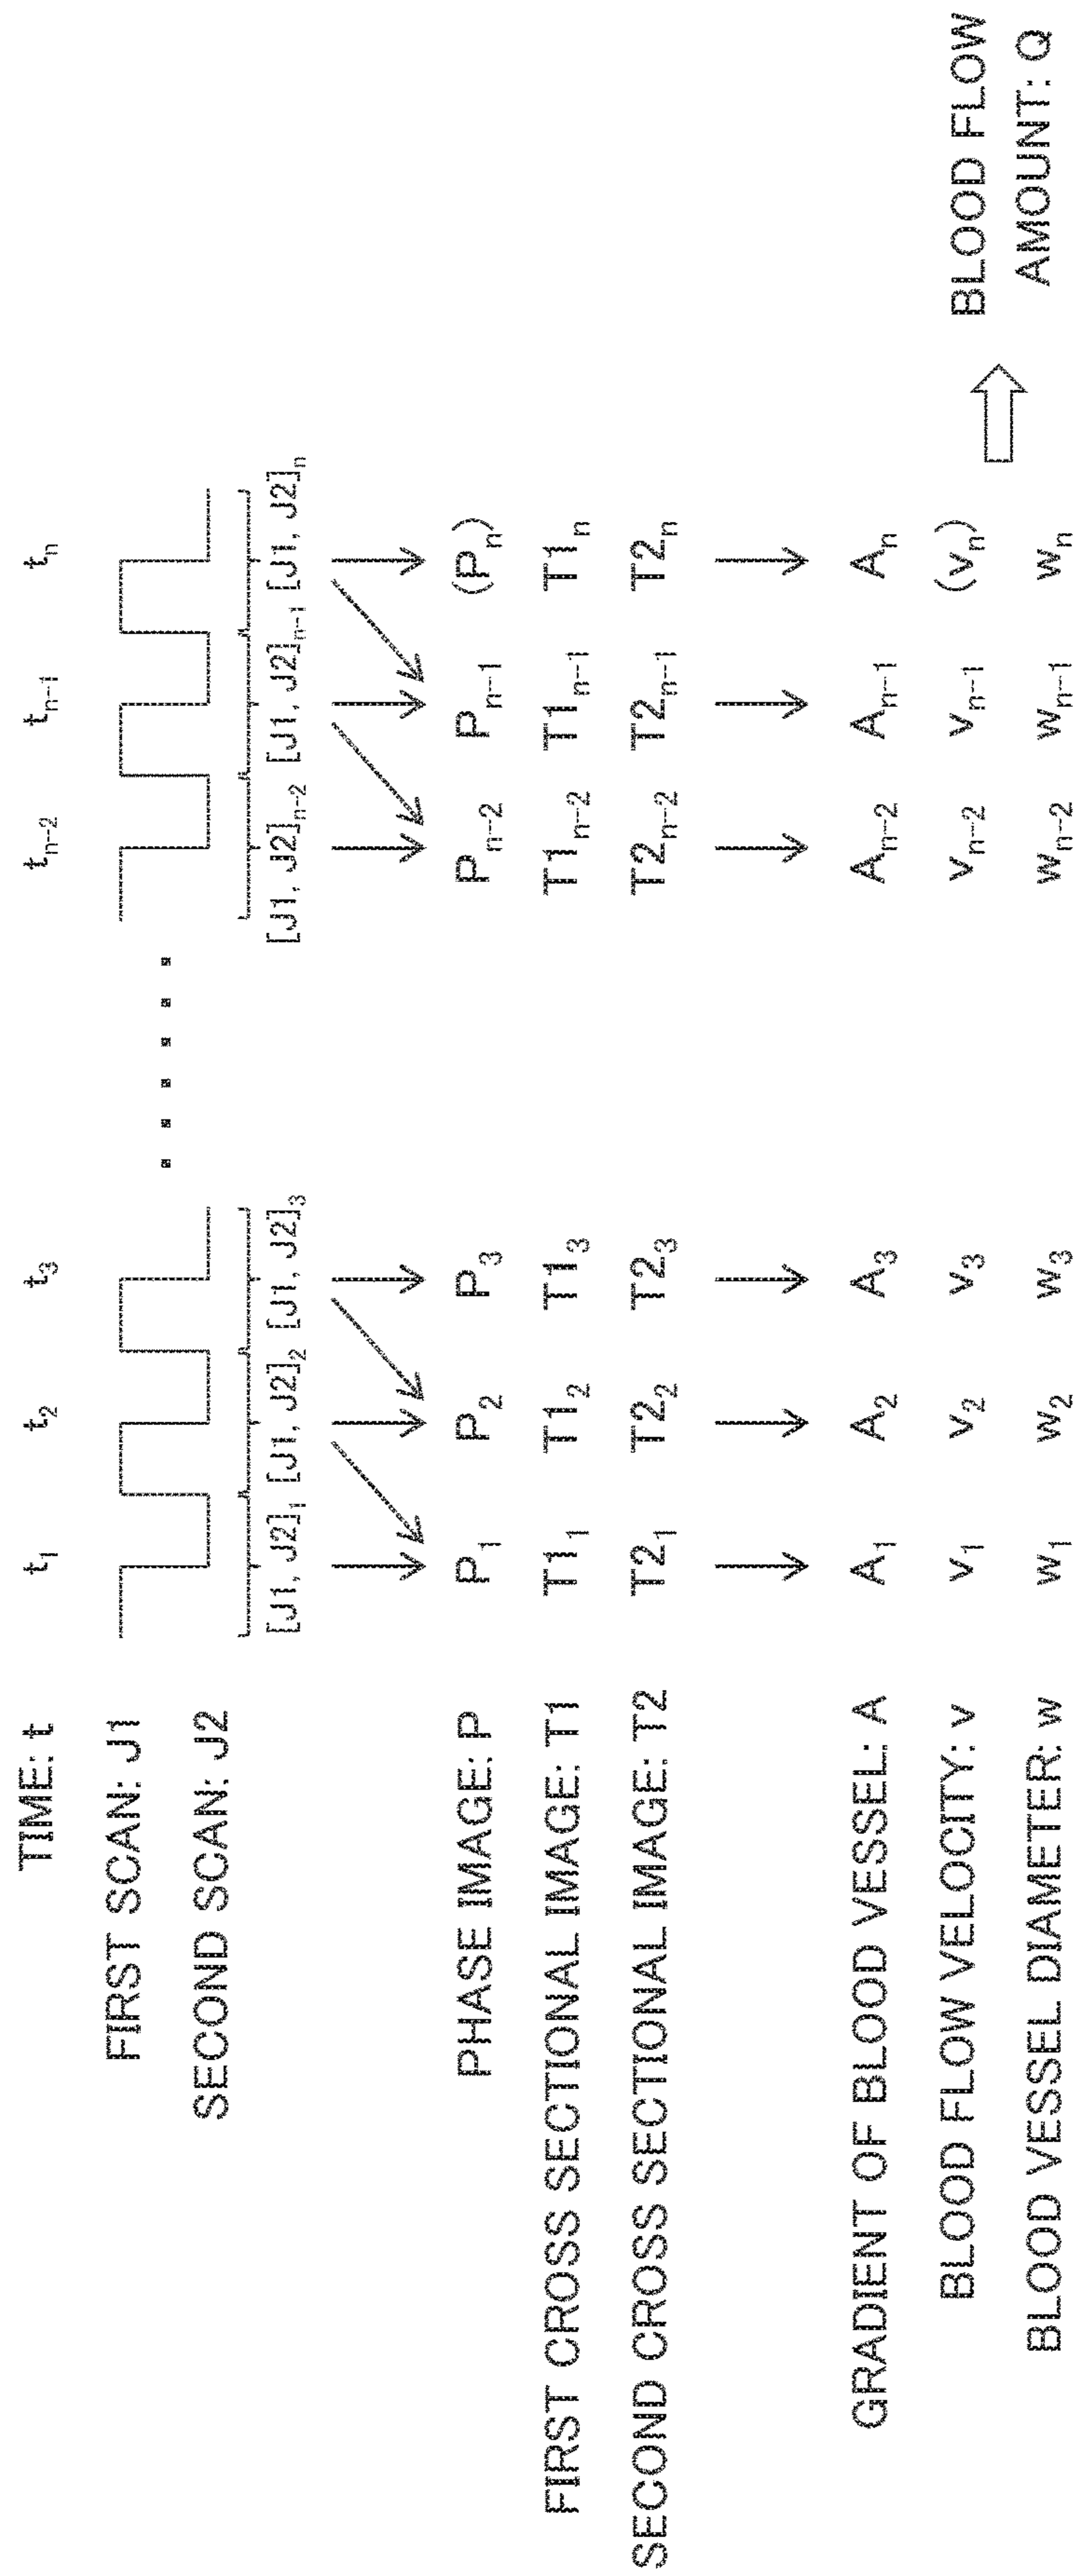 TIME: t t₁ t₂ t₃ tₙ₋₂ tₙ₋₁ tₙ
FIRST SCAN: J1
SECOND SCAN: J2
[J1, J2]₁ [J1, J2]₂ [J1, J2]₃ [J1, J2]ₙ₋₂ [J1, J2]ₙ₋₁ [J1, J2]ₙ
PHASE IMAGE: P P₁ P₂ P₃ Pₙ₋₂ Pₙ₋₁ (Pₙ)
FIRST CROSS SECTIONAL IMAGE: T1 T1₁ T1₂ T1₃ T1ₙ₋₂ T1ₙ₋₁ T1ₙ
SECOND CROSS SECTIONAL IMAGE: T2 T2₁ T2₂ T2₃ T2ₙ₋₂ T2ₙ₋₁ T2ₙ
GRADIENT OF BLOOD VESSEL: A A₁ A₂ A₃ Aₙ₋₂ Aₙ₋₁ Aₙ
BLOOD FLOW VELOCITY: v v₁ v₂ v₃ vₙ₋₂ vₙ₋₁ (vₙ)
BLOOD VESSEL DIAMETER: w w₁ w₂ w₃ wₙ₋₂ wₙ₋₁ wₙ
BLOOD FLOW
AMOUNT: Q